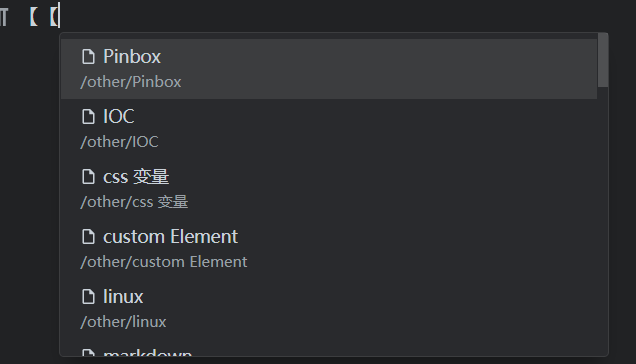 ¶ 【【
Pinbox
/other/Pinbox
IOC
/other/IOC
css 变量
/other/css 变量
custom Element
/other/custom Element
linux
/other/linux
markdown